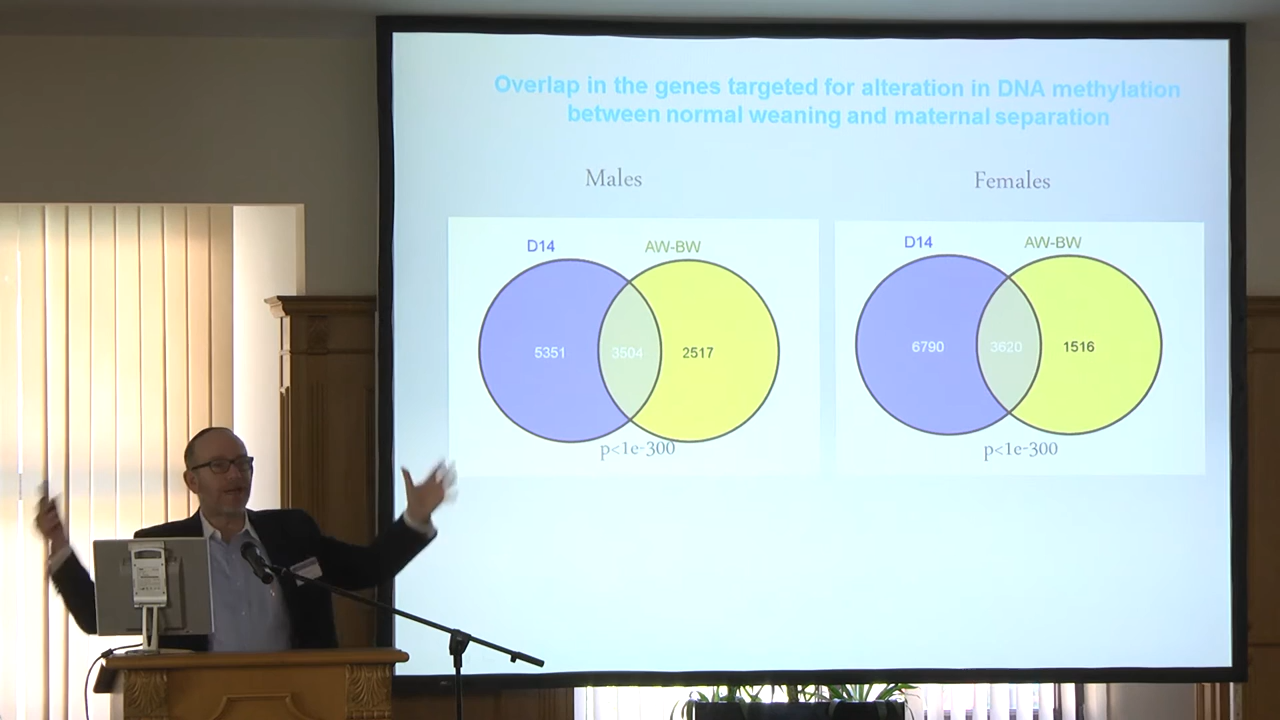 Overlap in the genes targeted for alteration in DNA methylation
between normal weaning and maternal separation
Males
Females
D14
AW-BW
5351
3504
2517
p<1e-300
D14
AW-BW
6790
3620
1516
p<1e-300